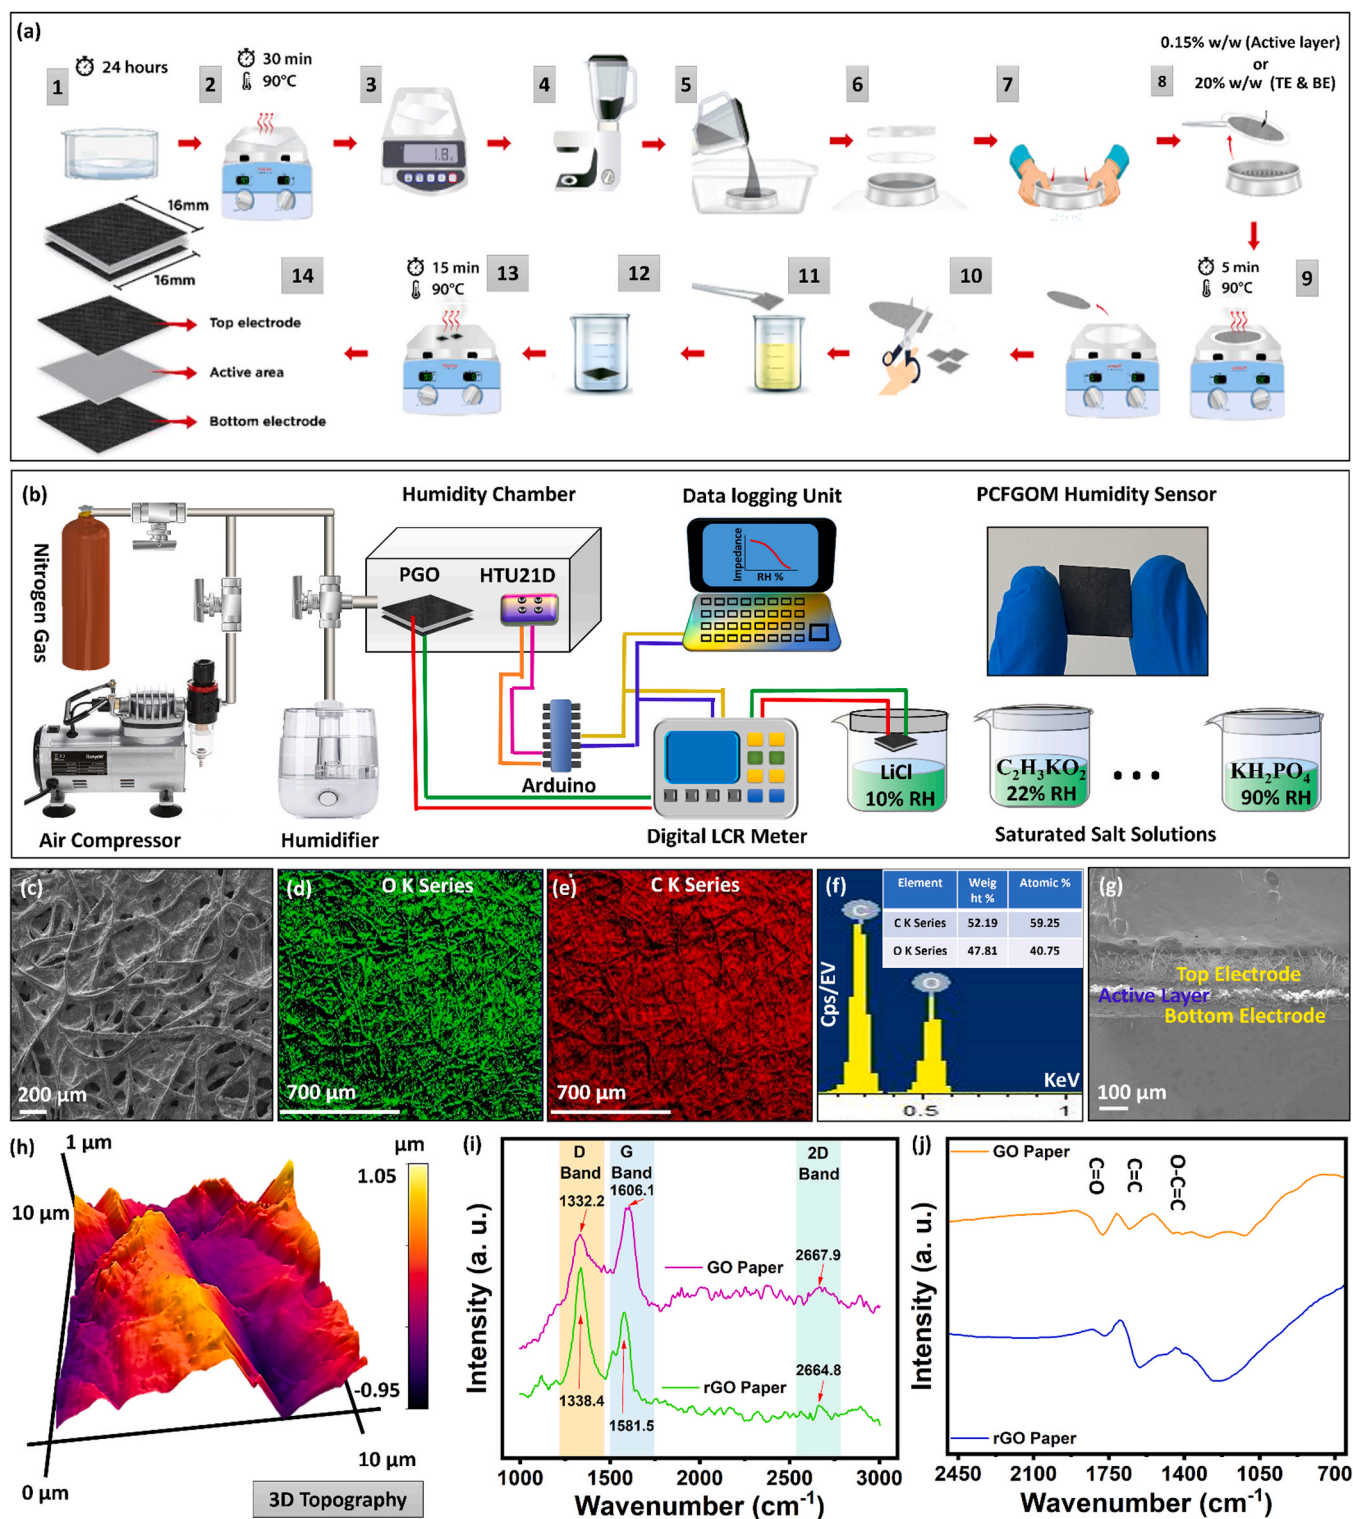 (a)
1
24 hours
2
30 min
90°C
3
1.8
4
5
6
7
8
0.15% w/w (Active layer)
or
20% w/w (TE & BE)
16mm
16mm
14
15 min
90°C
13
12
11
10
5 min
90°C
9
Top electrode
Active area
Bottom electrode
(b)
Nitrogen Gas
Humidity Chamber
PGO
HTU21D
Data logging Unit
Impedance
RH %
PCFGOM Humidity Sensor
Arduino
LiCl
10% RH
C₂H₃KO₂
22% RH
KH₂PO₄
90% RH
Air Compressor
Humidifier
Digital LCR Meter
Saturated Salt Solutions
(c)
200 µm
(d)
O K Series
700 µm
(e)
C K Series
700 µm
(f)
Element Weig ht % Atomic %
C K Series 52.19 59.25
O K Series 47.81 40.75
C
O
Cps/EV
KeV
0.5 1
(g)
Top Electrode
Active Layer
Bottom Electrode
100 µm
(h)
1 µm
10 µm
µm
1.05
-0.95
10 µm
0 µm
3D Topography
(i)
D
Band
G
Band
2D
Band
1332.2
1606.1
2667.9
GO Paper
rGO Paper
2664.8
1338.4
1581.5
Intensity (a. u.)
1000 1500 2000 2500 3000
Wavenumber (cm⁻¹)
(j)
GO Paper
C=O
C=C
O-C=C
rGO Paper
Intensity (a. u.)
2450 2100 1750 1400 1050 700
Wavenumber (cm⁻¹)